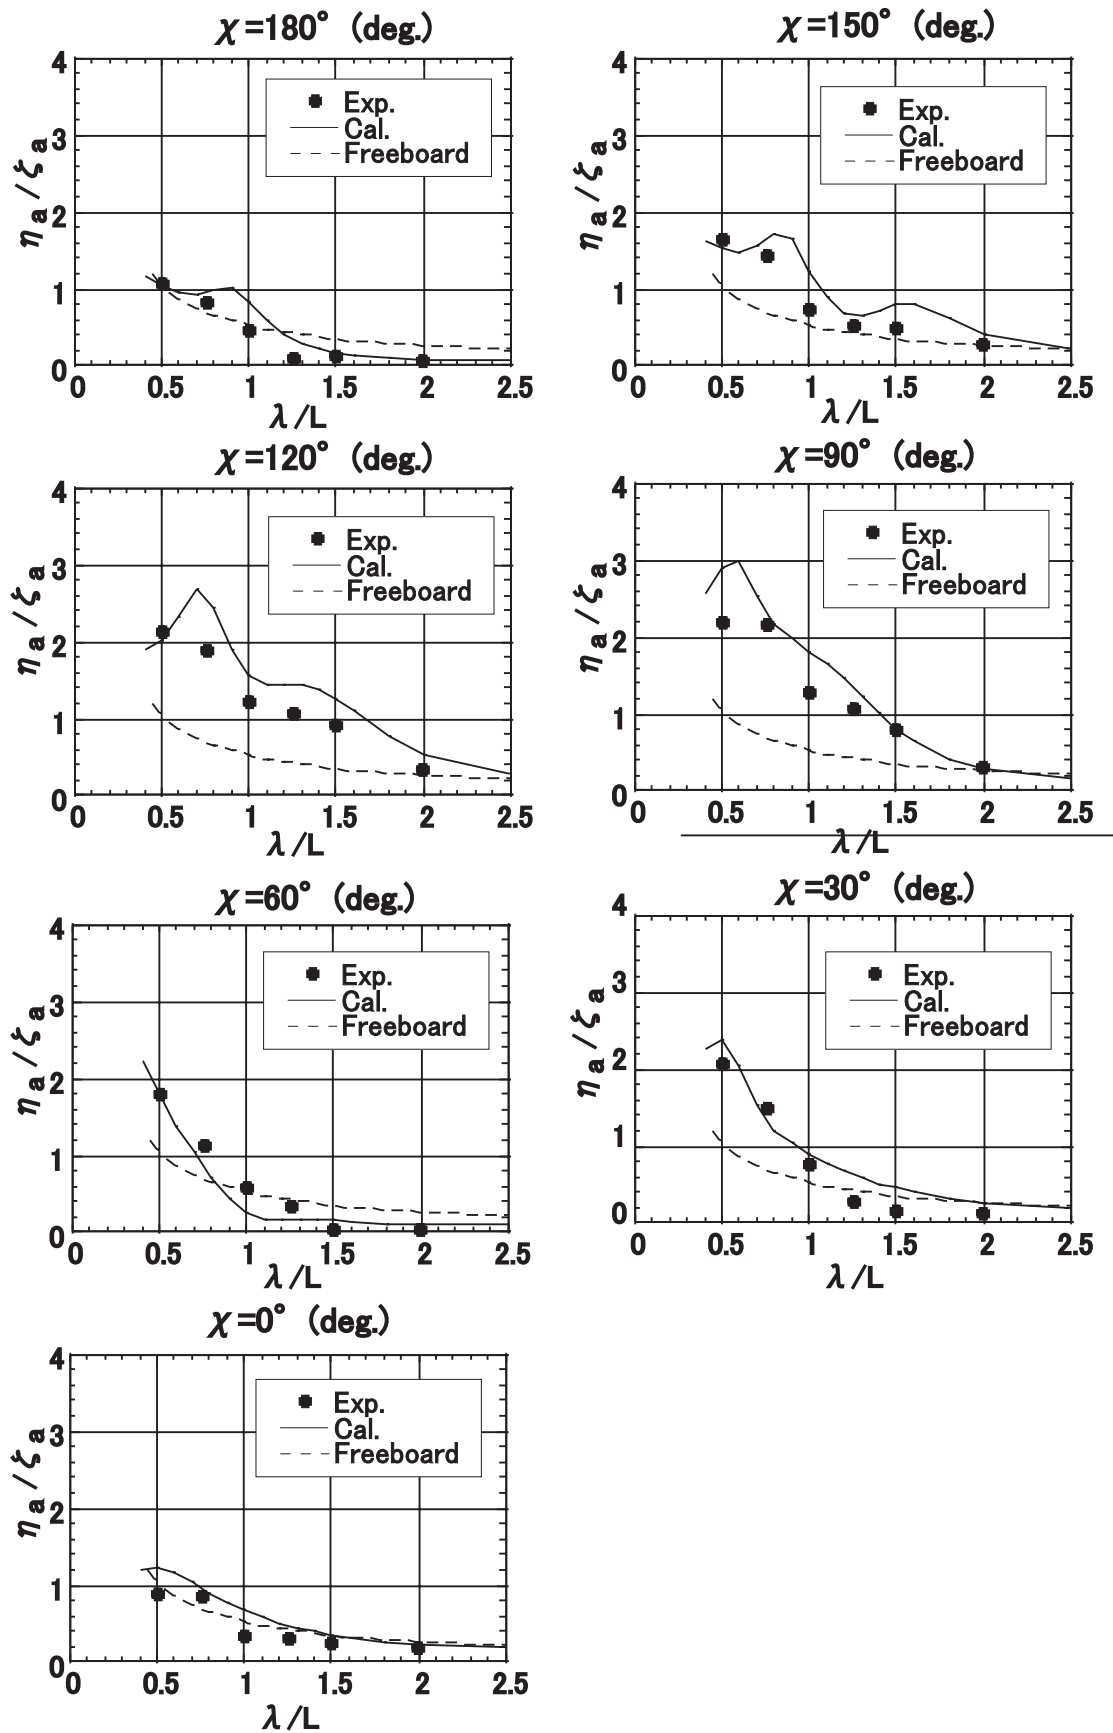 χ=180° (deg.)
4
3
2
1
0
η a / ζ a
Exp.
Cal.
Freeboard
0 0.5 1 1.5 2 2.5
λ/L
χ=150° (deg.)
4
3
2
1
0
η a / ζ a
Exp.
Cal.
Freeboard
0 0.5 1 1.5 2 2.5
λ/L
χ=120° (deg.)
4
3
2
1
0
η a / ζ a
Exp.
Cal.
Freeboard
0 0.5 1 1.5 2 2.5
λ/L
χ=90° (deg.)
4
3
2
1
0
η a / ζ a
Exp.
Cal.
Freeboard
0 0.5 1 1.5 2 2.5
λ/L
χ=60° (deg.)
4
3
2
1
0
η a / ζ a
Exp.
Cal.
Freeboard
0 0.5 1 1.5 2 2.5
λ/L
χ=30° (deg.)
4
3
2
1
0
η a / ζ a
Exp.
Cal.
Freeboard
0 0.5 1 1.5 2 2.5
λ/L
χ=0° (deg.)
4
3
2
1
0
η a / ζ a
Exp.
Cal.
Freeboard
0 0.5 1 1.5 2 2.5
λ/L